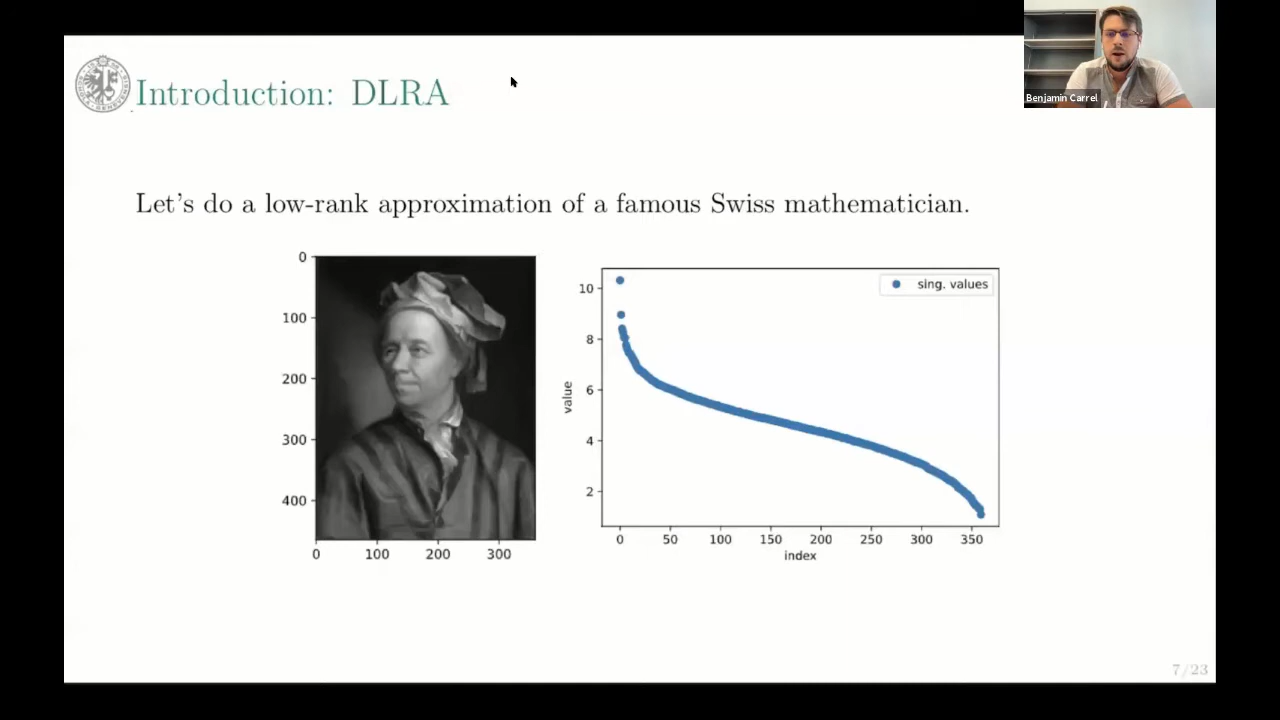 Introduction: DLRA
Benjamin Carrel
Let's do a low-rank approximation of a famous Swiss mathematician.
0
100
200
300
400
0 100 200 300
sing. values
10
8
6
4
2
value
0 50 100 150 200 250 300 350
index
7/23